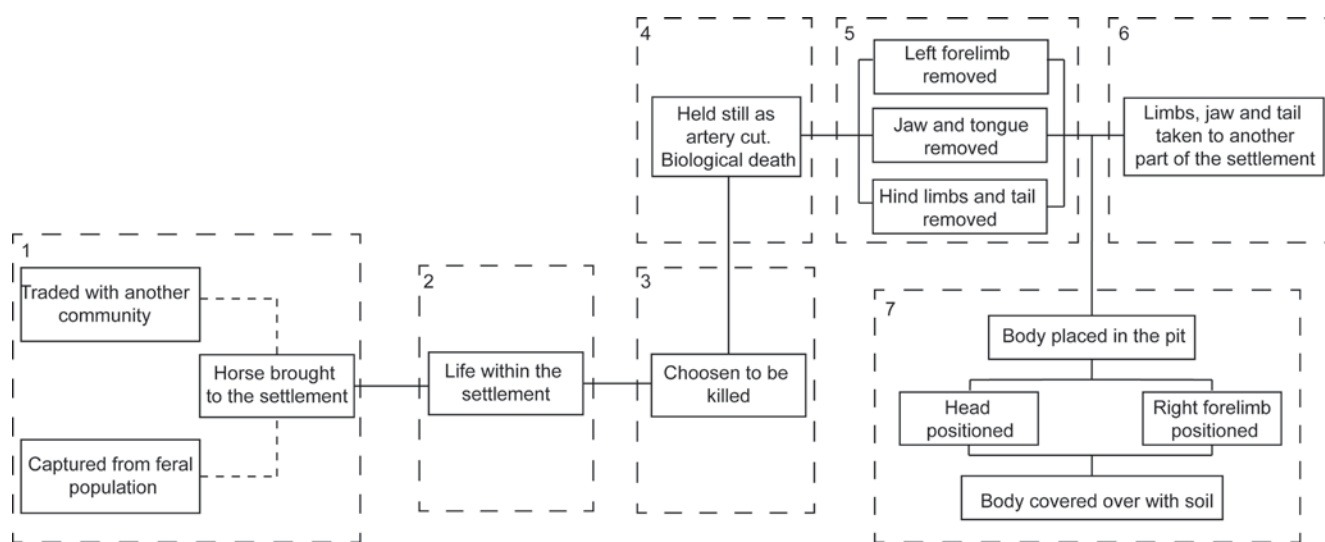 1
Traded with another
community
Horse brought
to the settlement
Captured from feral
population
2
Life within the
settlement
3
Choosen to be
killed
4
Held still as
artery cut.
Biological death
5
Left forelimb
removed
Jaw and tongue
removed
Hind limbs and tail
removed
6
Limbs, jaw and tail
taken to another
part of the settlement
7
Body placed in the pit
Head
positioned
Right forelimb
positioned
Body covered over with soil